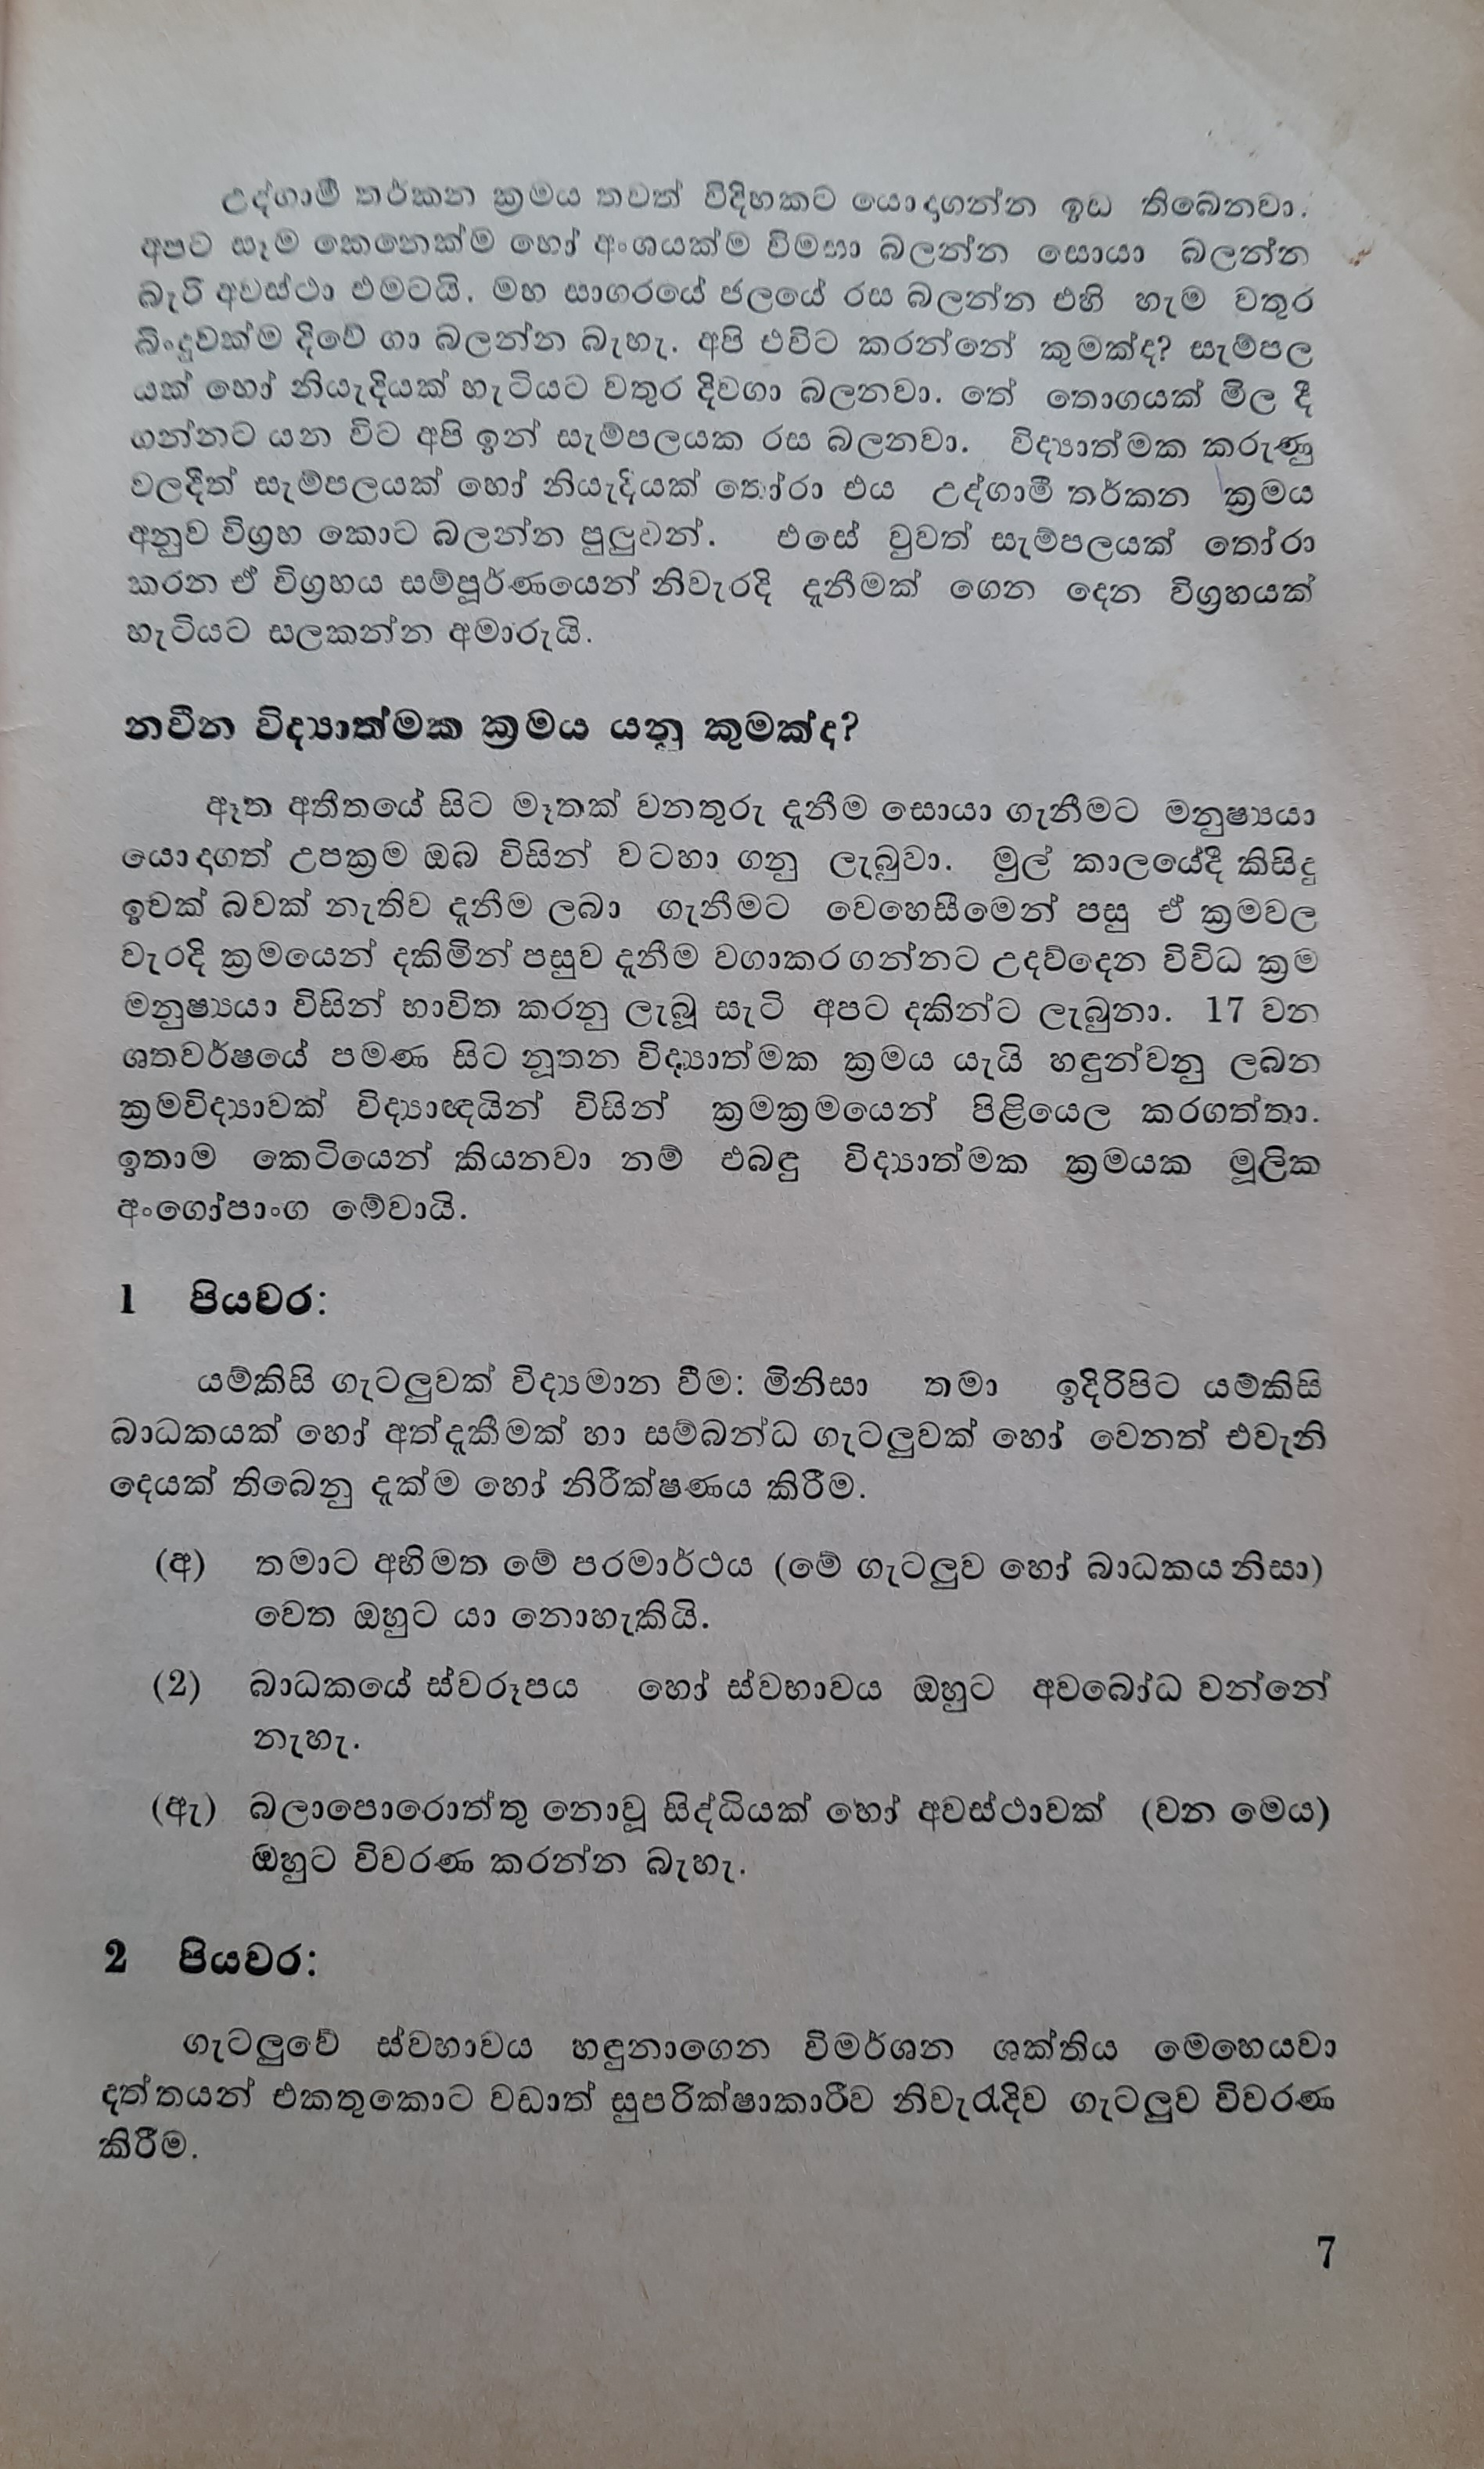 උද්ගාමී තර්කන ක්‍රමය තවත් විදිහකට යොදාගන්න ඉඩ තිබෙනවා.
අපට සෑම කෙනෙක්ම හෝ අංශයක්ම විමසා බලන්න සොයා බලන්න
බැරි අවස්ථා එමටයි. මහ සාගරයේ ජලයේ රස බලන්න එහි හැම වතුර
බිංදුවක්ම දිවේ ගා බලන්න බැහැ. අපි එවිට කරන්නේ කුමක්ද? සැම්පල
යක් හෝ නියැදියක් හැටියට වතුර දිවගා බලනවා. තේ තොගයක් මිල දී
ගන්නට යන විට අපි ඉන් සැම්පලයක රස බලනවා. විද්‍යාත්මක කරුණු
වලදීත් සැම්පලයක් හෝ නියැදියක් තෝරා එය උද්ගාමී තර්කන ක්‍රමය
අනුව විග්‍රහ කොට බලන්න පුලුවන්. එසේ වුවත් සැම්පලයක් තෝරා
කරන ඒ විග්‍රහය සම්පූර්ණයෙන් නිවැරදි දැනීමක් ගෙන දෙන විග්‍රහයක්
හැටියට සලකන්න අමාරුයි.
නවීන විද්‍යාත්මක ක්‍රමය යනු කුමක්ද?
ඈත අතීතයේ සිට මෑතක් වනතුරු දැනීම සොයා ගැනීමට මනුෂ්‍යයා
යොදාගත් උපක්‍රම ඔබ විසින් වටහා ගනු ලැබුවා. මුල් කාලයේදී කිසිදු
ඉචක් බවක් නැතිව දැනීම ලබා ගැනීමට වෙහෙසීමෙන් පසු ඒ ක්‍රමවල
වැරදි ක්‍රමයෙන් දකිමින් පසුව දැනීම වගාකර ගන්නට උදව්දෙන විවිධ ක්‍රම
මනුෂ්‍යයා විසින් භාවිත කරනු ලැබූ සැටි අපට දකින්ට ලැබුනා. 17 වන
ශතවර්ෂයේ පමණ සිට නූතන විද්‍යාත්මක ක්‍රමය යැයි හඳුන්වනු ලබන
ක්‍රමවිද්‍යාවක් විද්‍යාඥයින් විසින් ක්‍රමක්‍රමයෙන් පිළියෙල කරගත්තා.
ඉතාම කෙටියෙන් කියනවා නම් එබඳු විද්‍යාත්මක ක්‍රමයක මූලික
අංගෝපාංග මේවායි.
1 පියවර:
යම්කිසි ගැටලුවක් විද්‍යමාන වීම: මිනිසා තමා ඉදිරිපිට යම්කිසි
බාධකයක් හෝ අත්දැකීමක් හා සම්බන්ධ ගැටලුවක් හෝ වෙනත් එවැනි
දෙයක් තිබෙනු දැක්ම හෝ නිරීක්ෂණය කිරීම.
(අ) තමාට අභිමත මේ පරමාර්ථය (මේ ගැටලුව හෝ බාධකය නිසා)
වෙත ඔහුට යා නොහැකියි.
(2) බාධකයේ ස්වරූපය හෝ ස්වභාවය ඔහුට අවබෝධ වන්නේ
නැහැ.
(ඇ) බලාපොරොත්තු නොවූ සිද්ධියක් හෝ අවස්ථාවක් (වන මෙය)
ඔහුට විවරණ කරන්න බැහැ.
2 පියවර:
ගැටලුවේ ස්වභාවය හඳුනාගෙන විමර්ශන ශක්තිය මෙහෙයවා
දත්තයන් එකතුකොට වඩාත් සුපරික්ෂාකාරීව නිවැරැදිව ගැටලුව විවරණ
කිරීම.
7